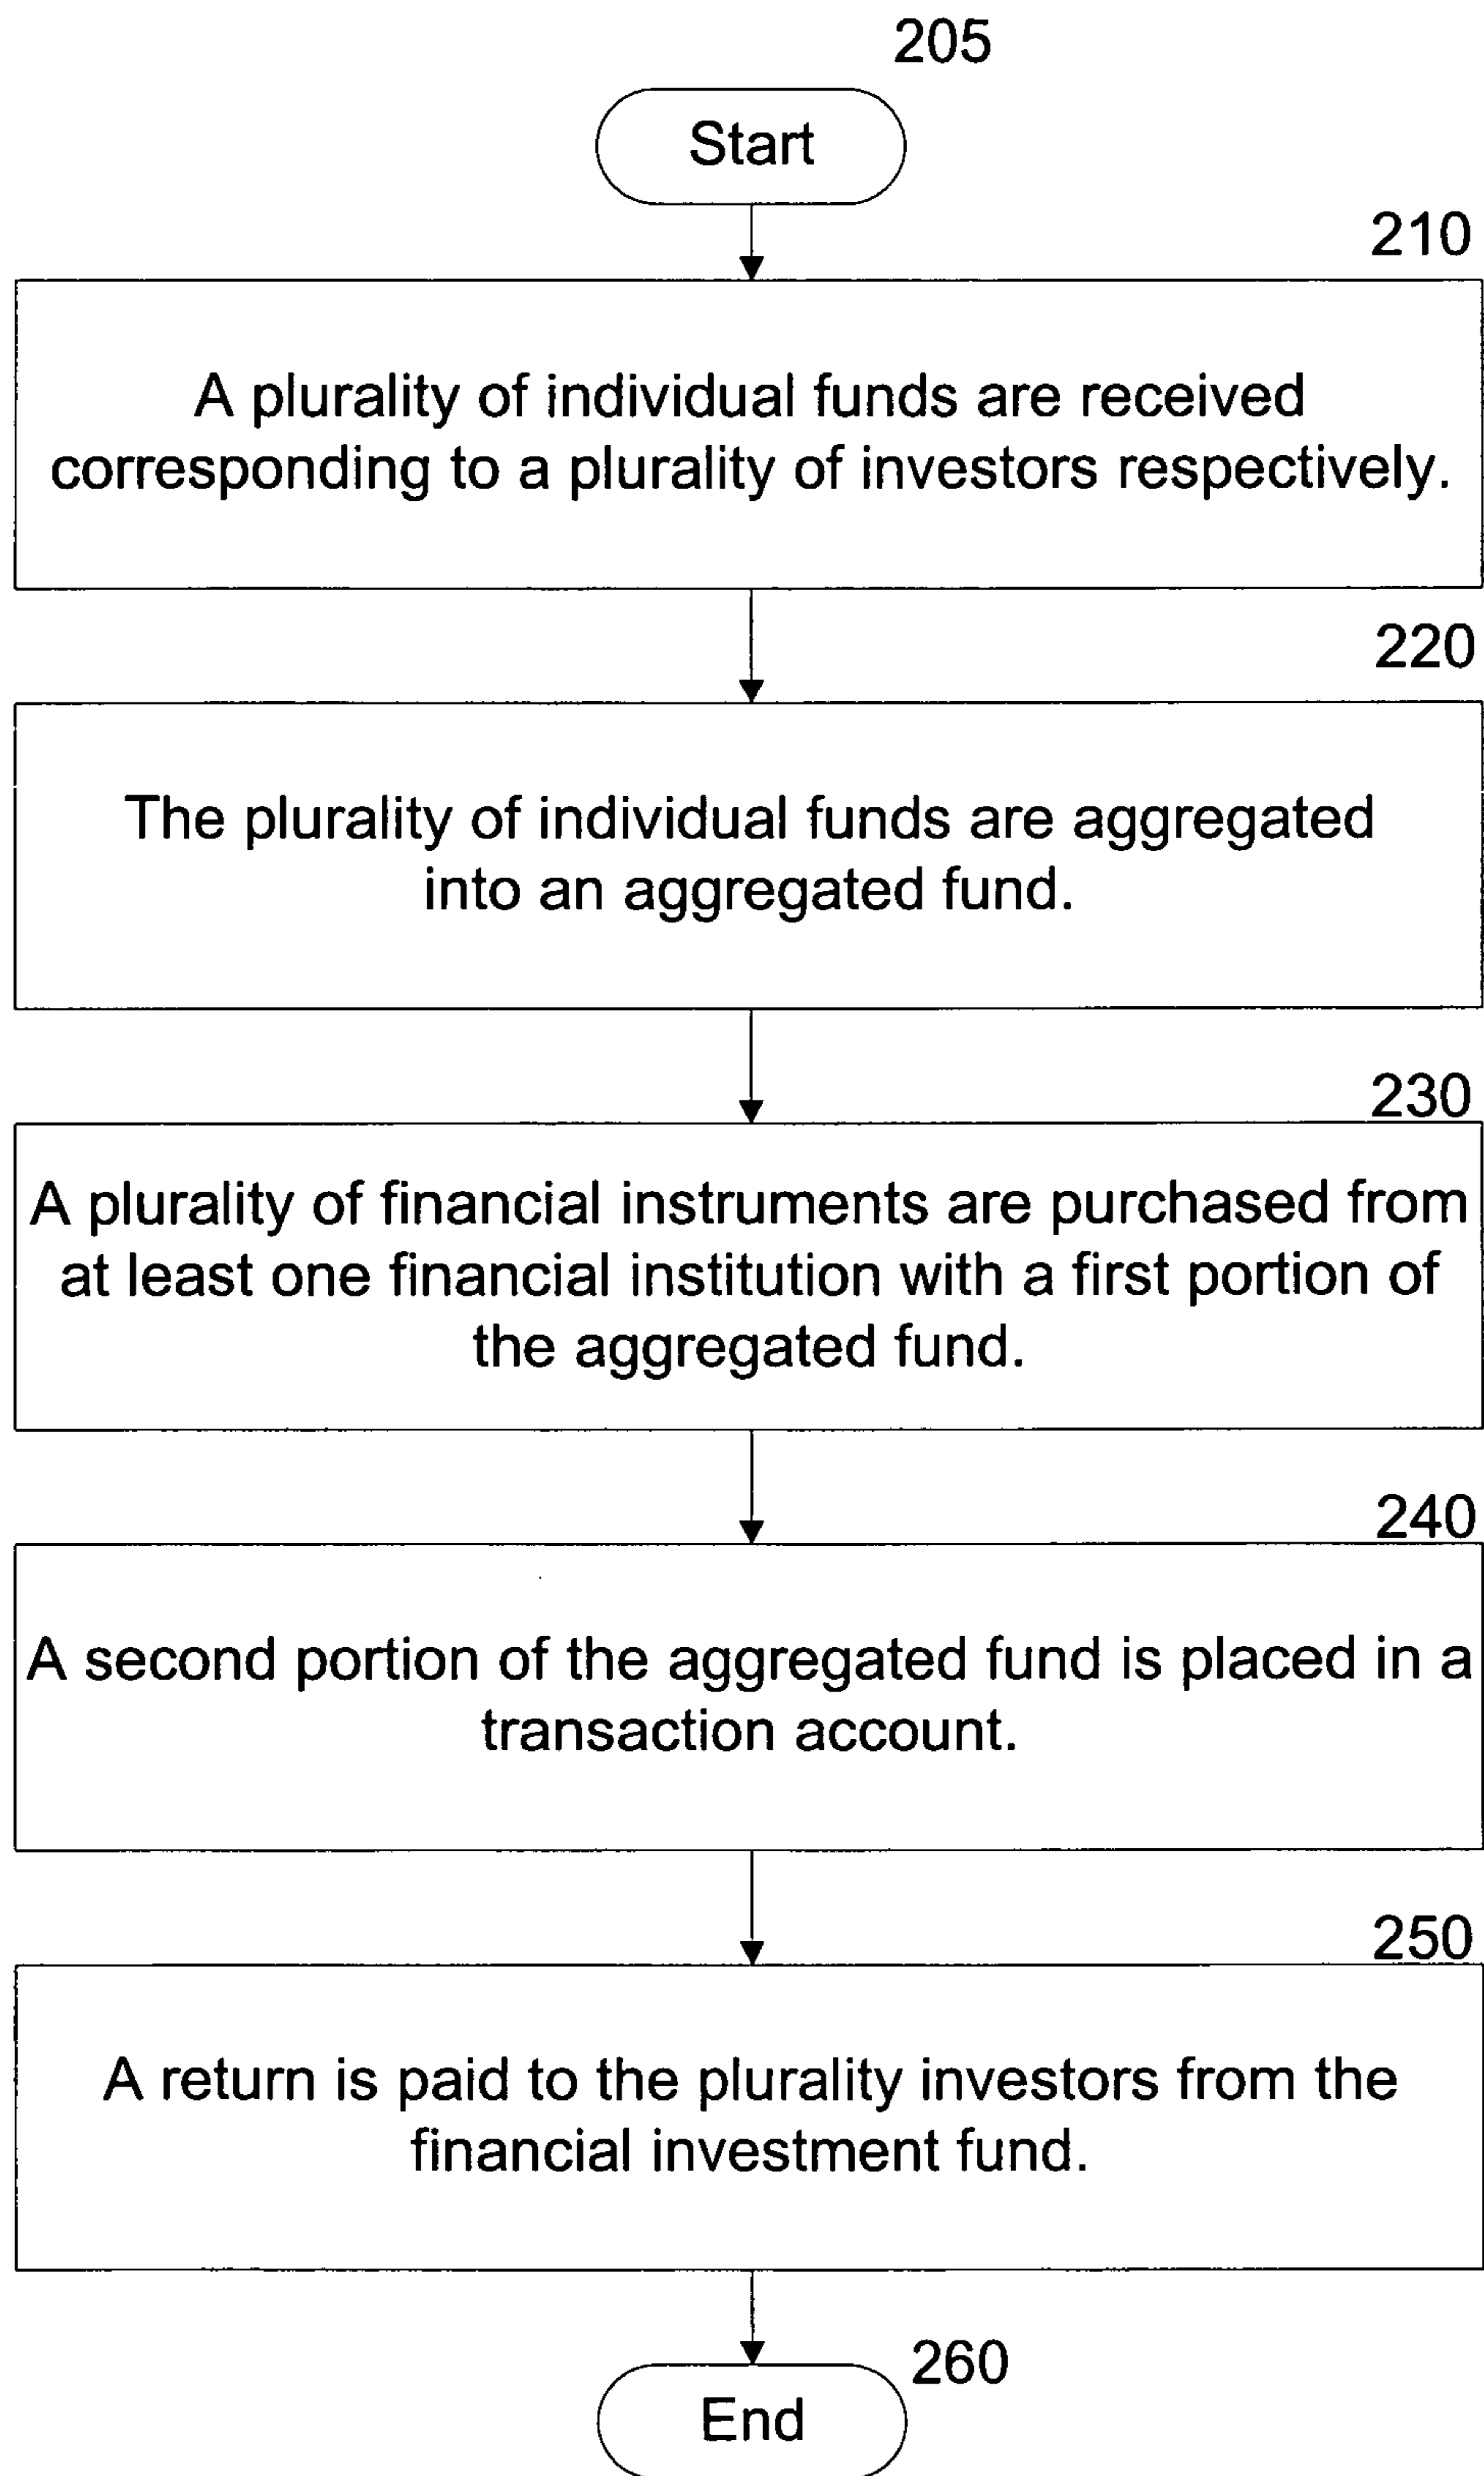 205
Start
210
A plurality of individual funds are received
corresponding to a plurality of investors respectively.
220
The plurality of individual funds are aggregated
into an aggregated fund.
230
A plurality of financial instruments are purchased from
at least one financial institution with a first portion of
the aggregated fund.
240
A second portion of the aggregated fund is placed in a
transaction account.
250
A return is paid to the plurality investors from the
financial investment fund.
260
End